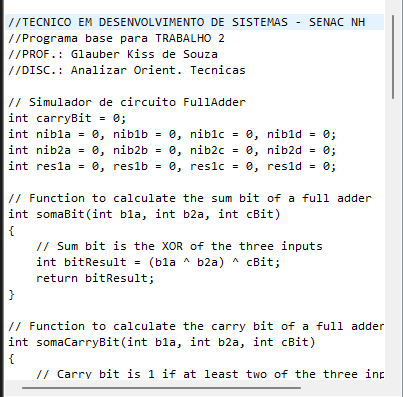 //TECNICO EM DESENVOLVIMENTO DE SISTEMAS - SENAC NH
//Programa base para TRABALHO 2
//PROF.: Glauber Kiss de Souza
//DISC.: Analizar Orient. Tecnicas
// Simulador de circuito FullAdder
int carryBit = 0;
int nib1a = 0, nib1b = 0, nib1c = 0, nib1d = 0;
int nib2a = 0, nib2b = 0, nib2c = 0, nib2d = 0;
int res1a = 0, res1b = 0, res1c = 0, res1d = 0;
// Function to calculate the sum bit of a full adder
int somaBit(int b1a, int b2a, int cBit)
{
// Sum bit is the XOR of the three inputs
int bitResult = (b1a ^ b2a) ^ cBit;
return bitResult;
}
// Function to calculate the carry bit of a full adder
int somaCarryBit(int b1a, int b2a, int cBit)
{
// Carry bit is 1 if at least two of the three